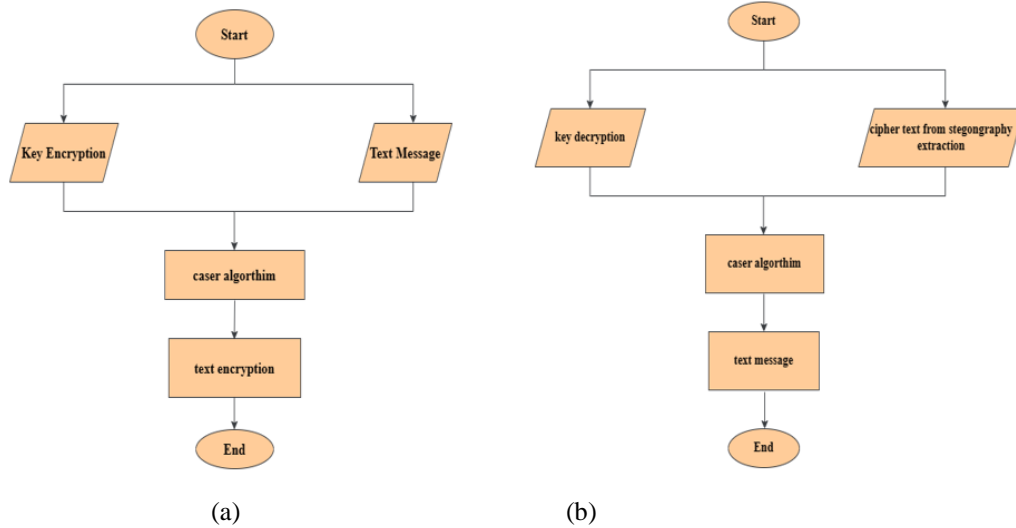 Start
Key Encryption
Text Message
caser algorthim
text encryption
End
(a)
Start
key decryption
cipher text from stegongraphy
extraction
caser algorthim
text message
End
(b)